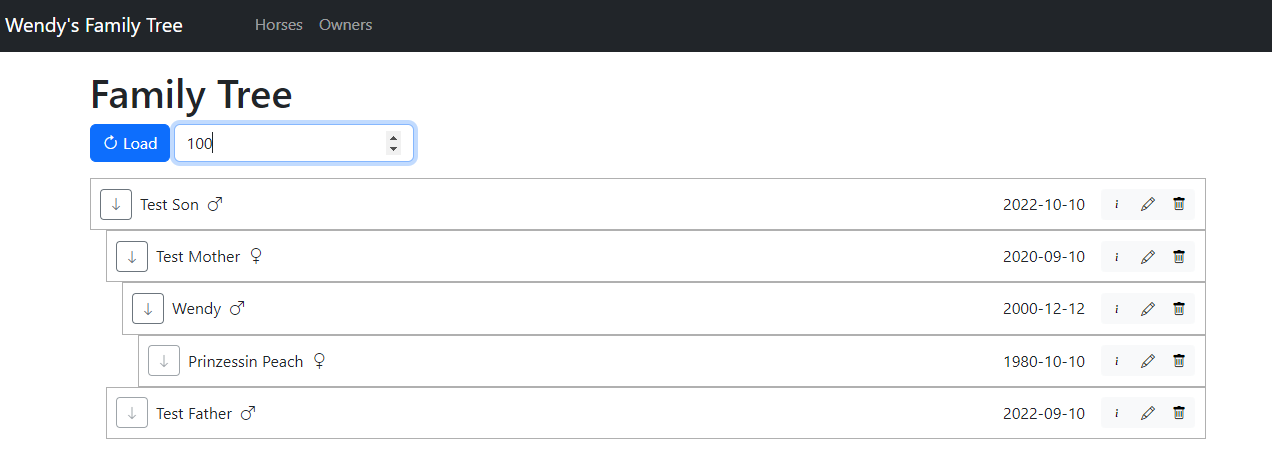 Wendy's Family Tree Horses Owners
Family Tree
Load 100
Test Son ♂ 2022-10-10 i
Test Mother ♀ 2020-09-10 i
Wendy ♂ 2000-12-12 i
Prinzessin Peach ♀ 1980-10-10 i
Test Father ♂ 2022-09-10 i